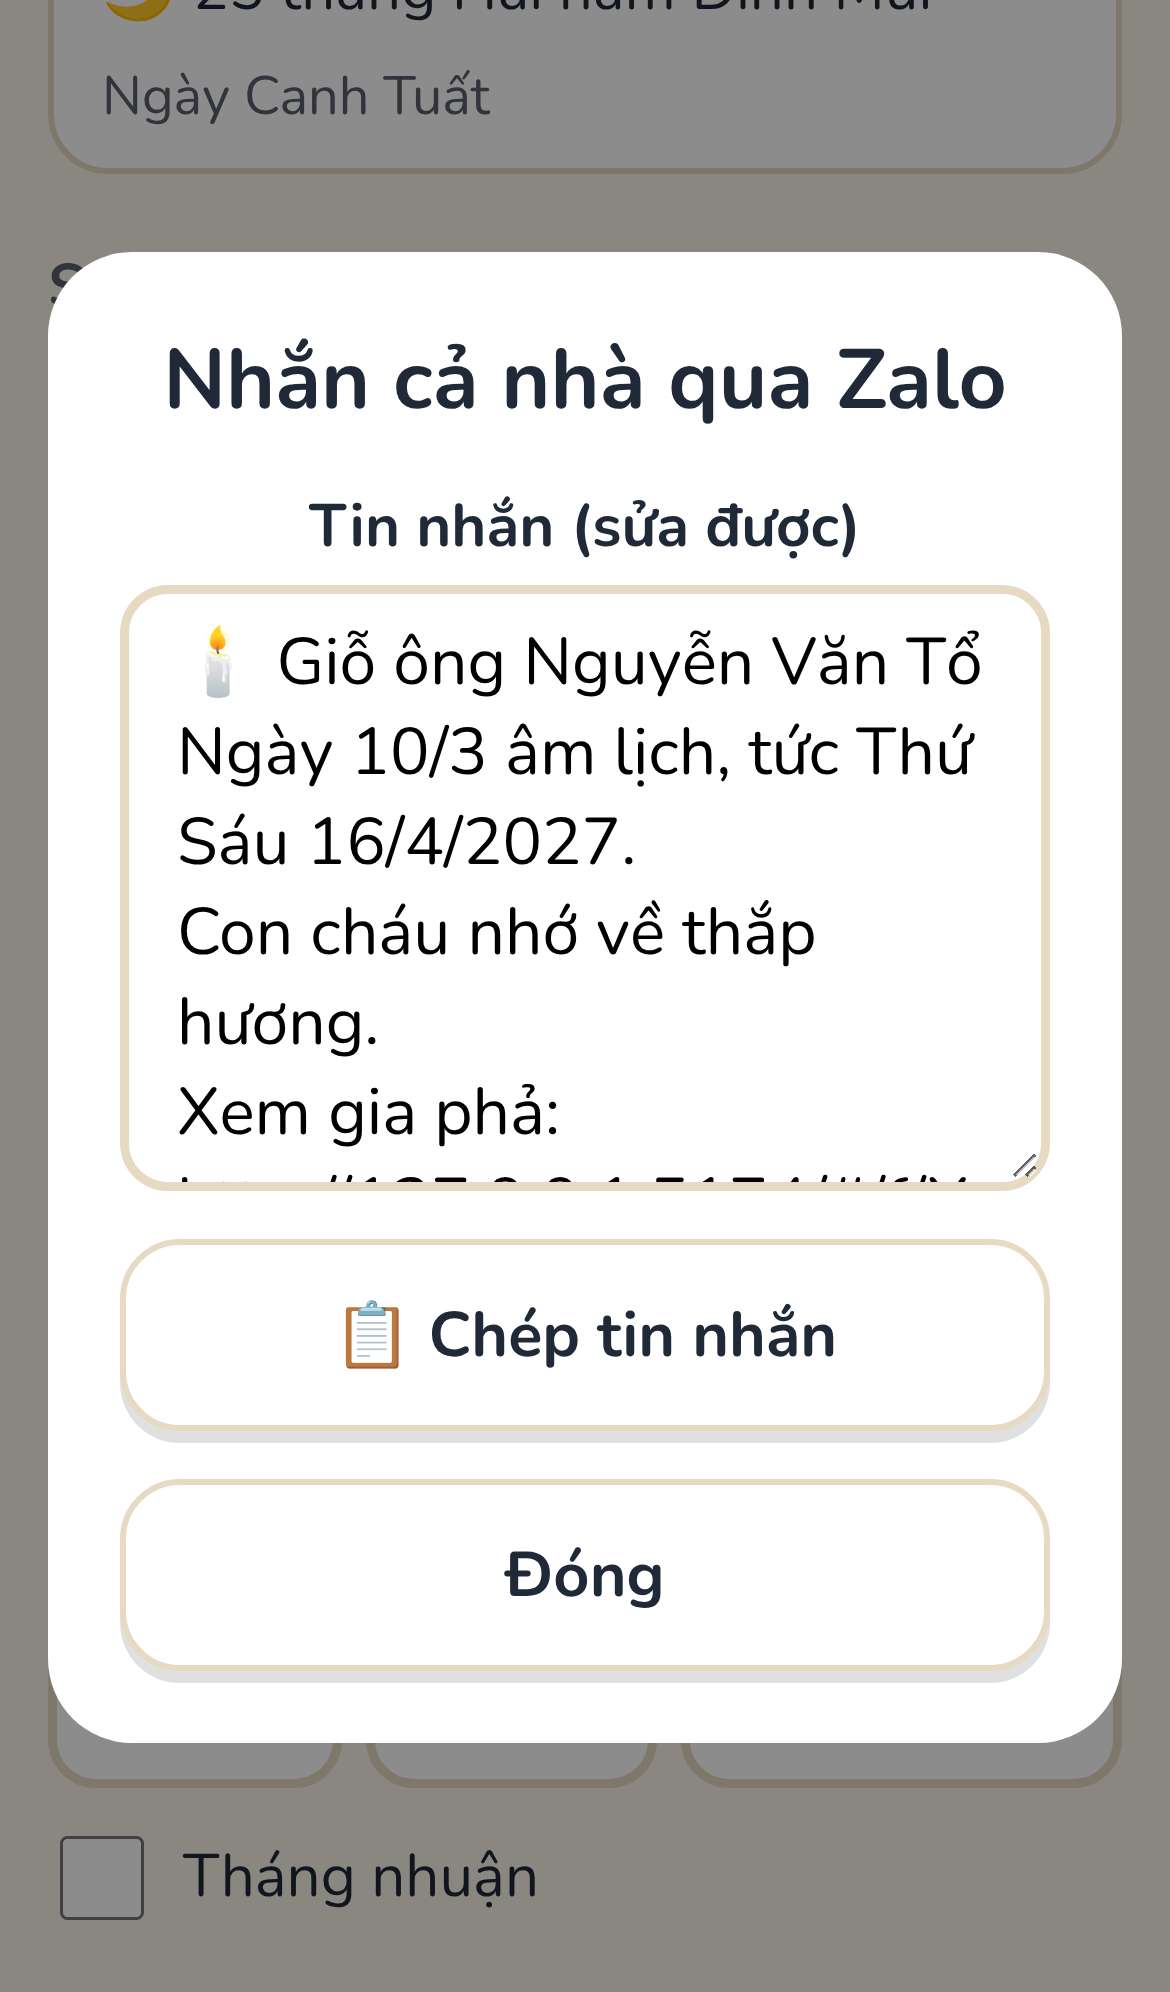 Ngày Canh Tuất
Nhắn cả nhà qua Zalo
Tin nhắn (sửa được)
🕯️ Giỗ ông Nguyễn Văn Tổ
Ngày 10/3 âm lịch, tức Thứ
Sáu 16/4/2027.
Con cháu nhớ về thắp
hương.
Xem gia phả:
📋 Chép tin nhắn
Đóng
Tháng nhuận